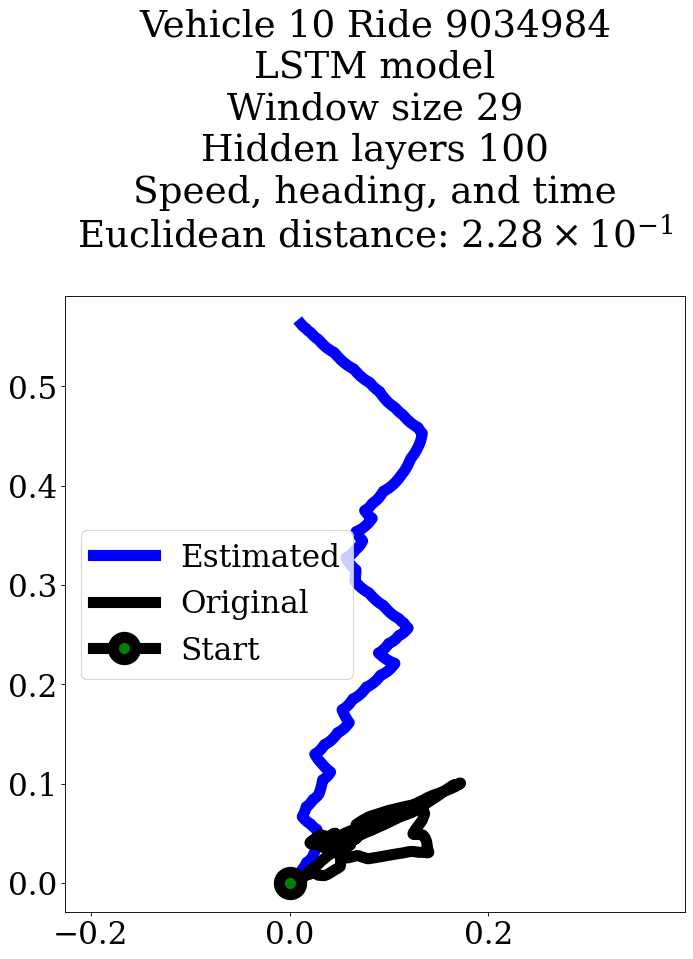 Vehicle 10 Ride 9034984
LSTM model
Window size 29
Hidden layers 100
Speed, heading, and time
Euclidean distance: 2.28 × 10⁻¹
0.5
0.4
Estimated
0.3
Original
Start
0.2
0.1
0.0
−0.2 0.0 0.2